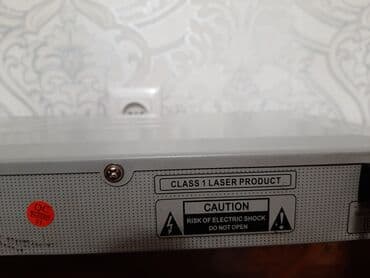 CLASS 1 LASER PRODUCT
CAUTION
RISK OF ELECTRIC SHOCK
DO NOT OPEN